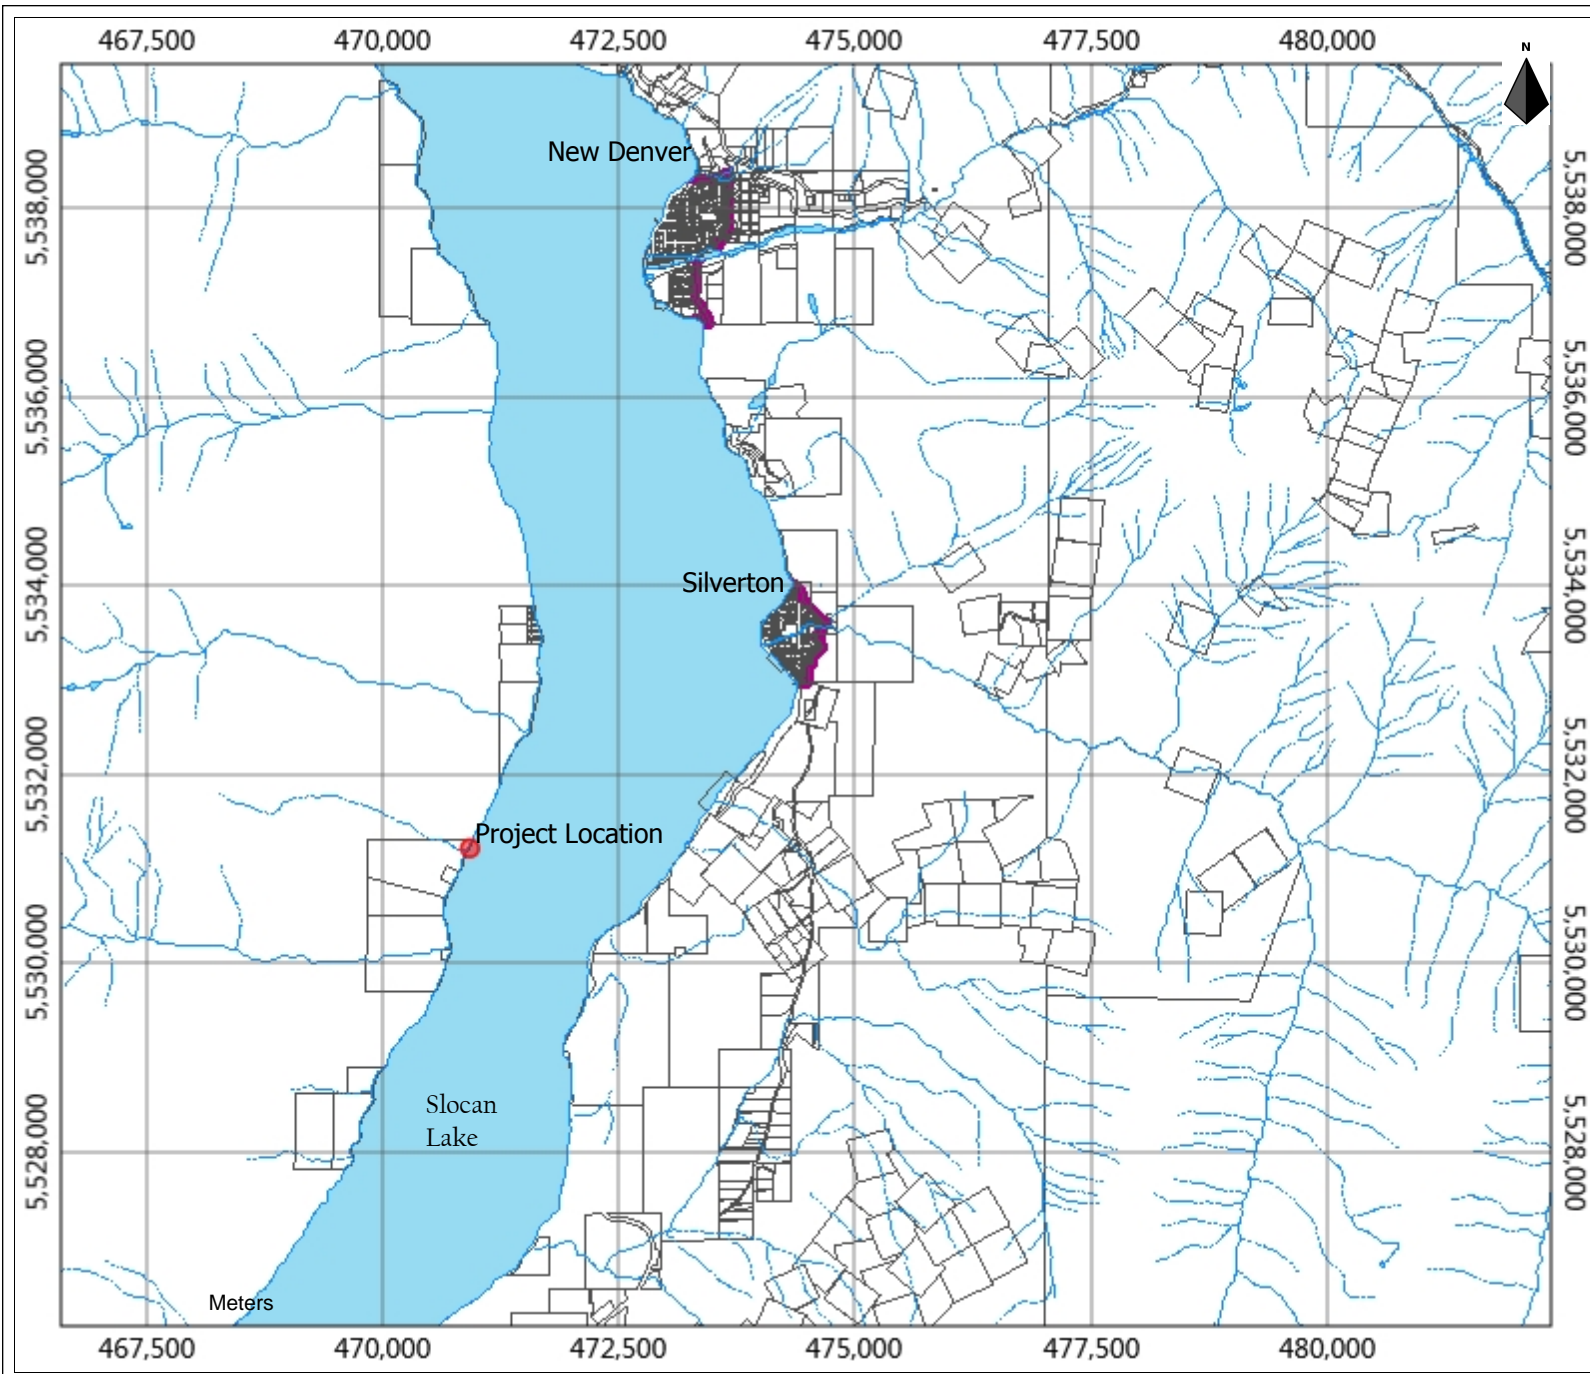 467,500 470,000 472,500 475,000 477,500 480,000
N
New Denver
5,538,000 5,538,000
5,536,000 5,536,000
5,534,000 5,534,000
Silverton
5,532,000 5,532,000
Project Location
5,530,000 5,530,000
5,528,000 5,528,000
Slocan
Lake
Meters
467,500 470,000 472,500 475,000 477,500 480,000